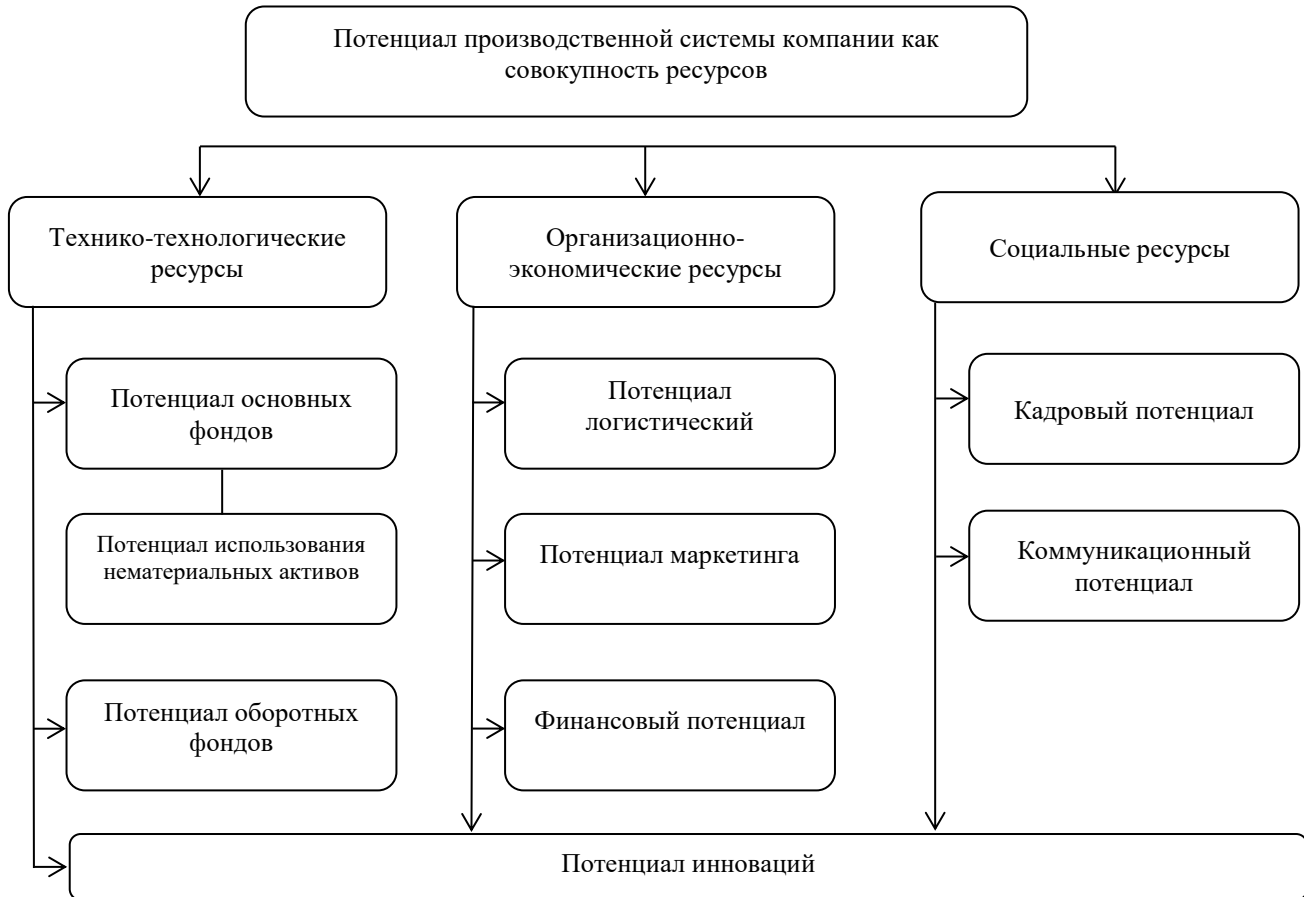 Потенциал производственной системы компании как
совокупность ресурсов
Технико-технологические
ресурсы
Организационно-
экономические ресурсы
Социальные ресурсы
Потенциал основных
фондов
Потенциал
логистический
Кадровый потенциал
Потенциал использования
нематериальных активов
Потенциал маркетинга
Коммуникационный
потенциал
Потенциал оборотных
фондов
Финансовый потенциал
Потенциал инноваций